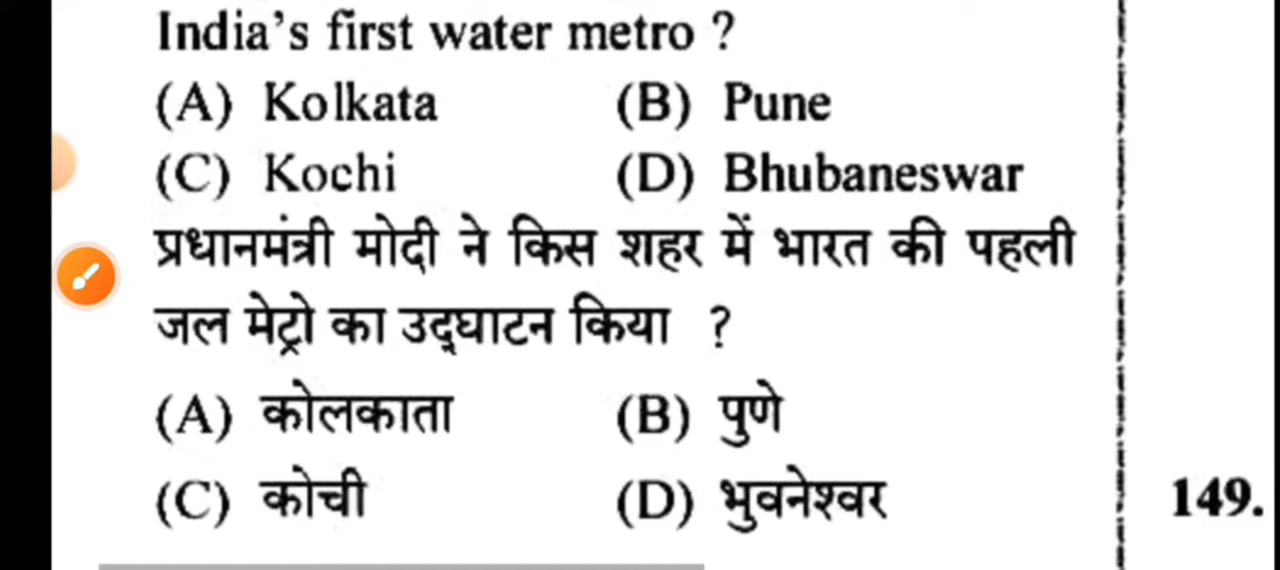 India's first water metro ?
(A) Kolkata (B) Pune
(C) Kochi (D) Bhubaneswar
प्रधानमंत्री मोदी ने किस शहर में भारत की पहली
जल मेट्रो का उद्घाटन किया ?
(A) कोलकाता (B) पुणे
(C) कोची (D) भुवनेश्वर
149.